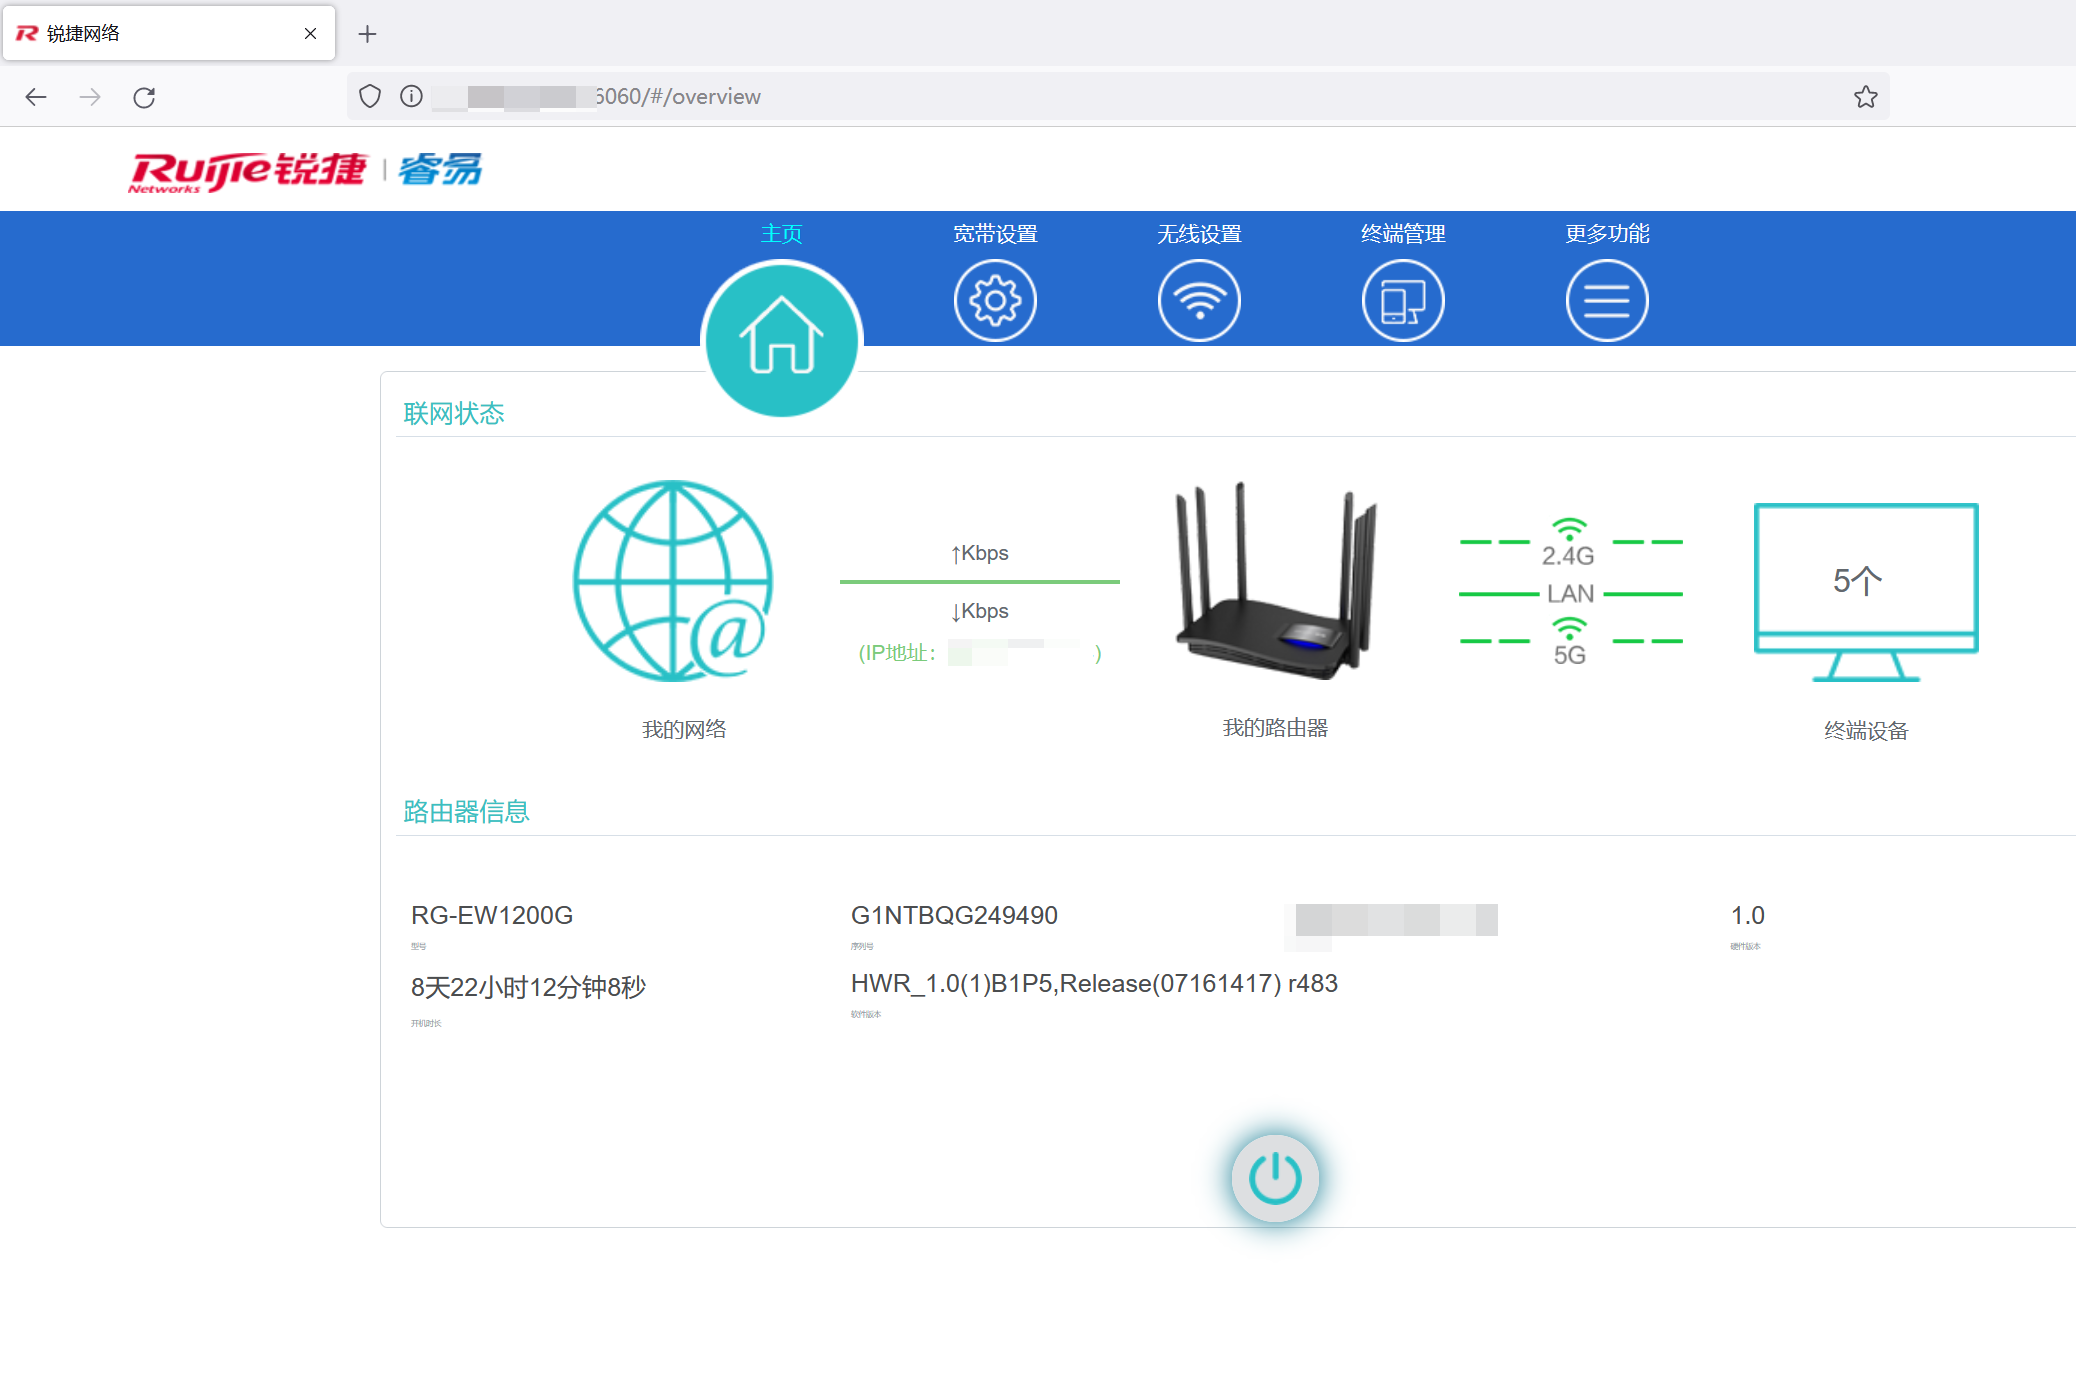 锐捷网络
6060/#/overview
Ruijie锐捷 | 睿易
Networks
主页 宽带设置 无线设置 终端管理 更多功能
联网状态
↑Kbps
↓Kbps
(IP地址： )
2.4G
LAN
5G
5个
我的网络 我的路由器 终端设备
路由器信息
RG-EW1200G G1NTBQG249490 1.0
型号 序列号 硬件版本
8天22小时12分钟8秒 HWR_1.0(1)B1P5,Release(07161417) r483
开机时长 软件版本